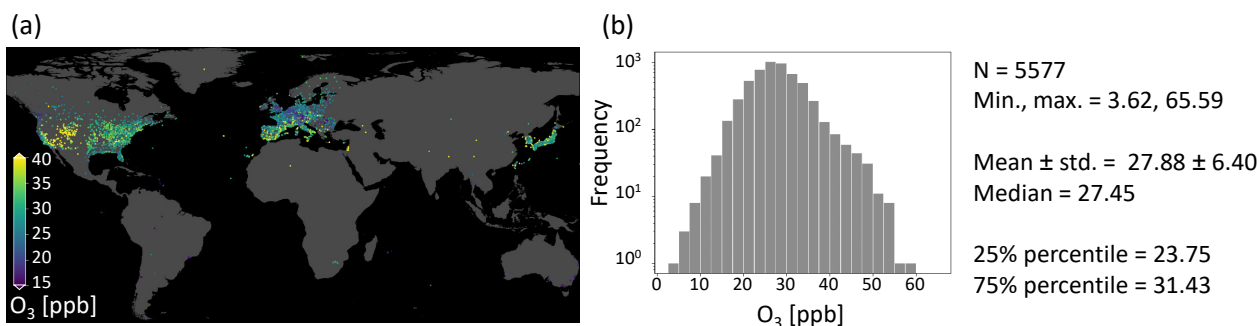 (a)
40
35
30
25
20
15
O₃ [ppb]
(b)
Frequency
10³
10²
10¹
10⁰
0 10 20 30 40 50 60
O₃ [ppb]
N = 5577
Min., max. = 3.62, 65.59
Mean ± std. = 27.88 ± 6.40
Median = 27.45
25% percentile = 23.75
75% percentile = 31.43